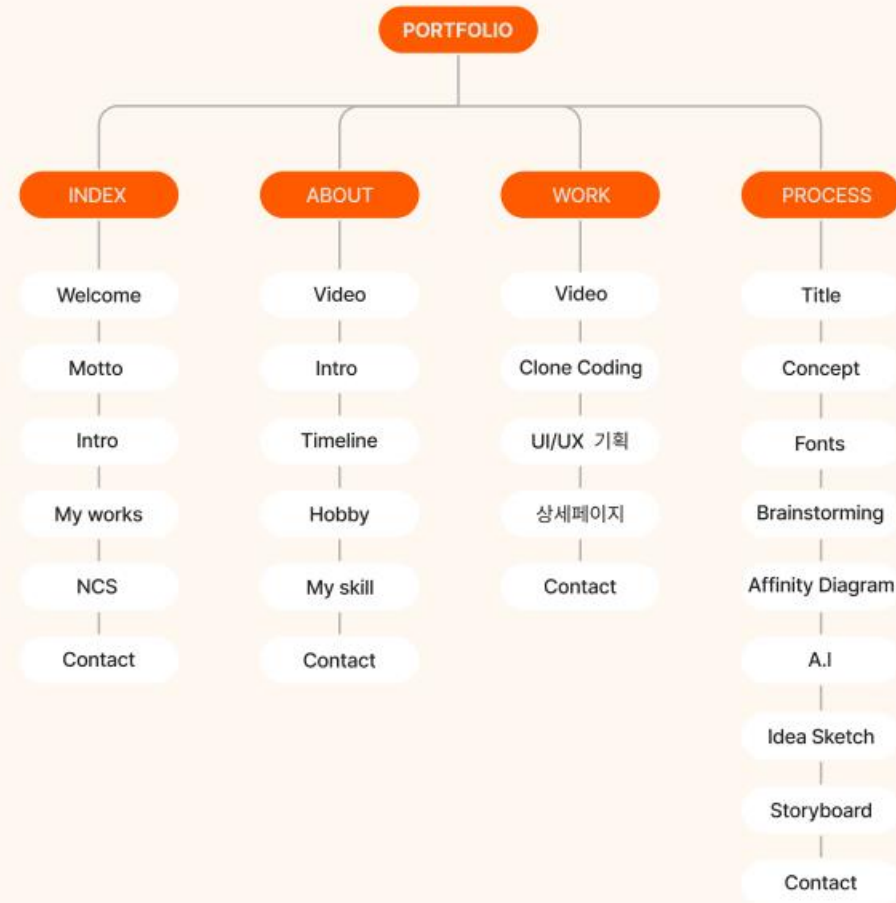 PORTFOLIO
INDEX
Welcome
Motto
Intro
My works
NCS
Contact
ABOUT
Video
Intro
Timeline
Hobby
My skill
Contact
WORK
Video
Clone Coding
UI/UX 기획
상세페이지
Contact
PROCESS
Title
Concept
Fonts
Brainstorming
Affinity Diagram
A.I
Idea Sketch
Storyboard
Contact